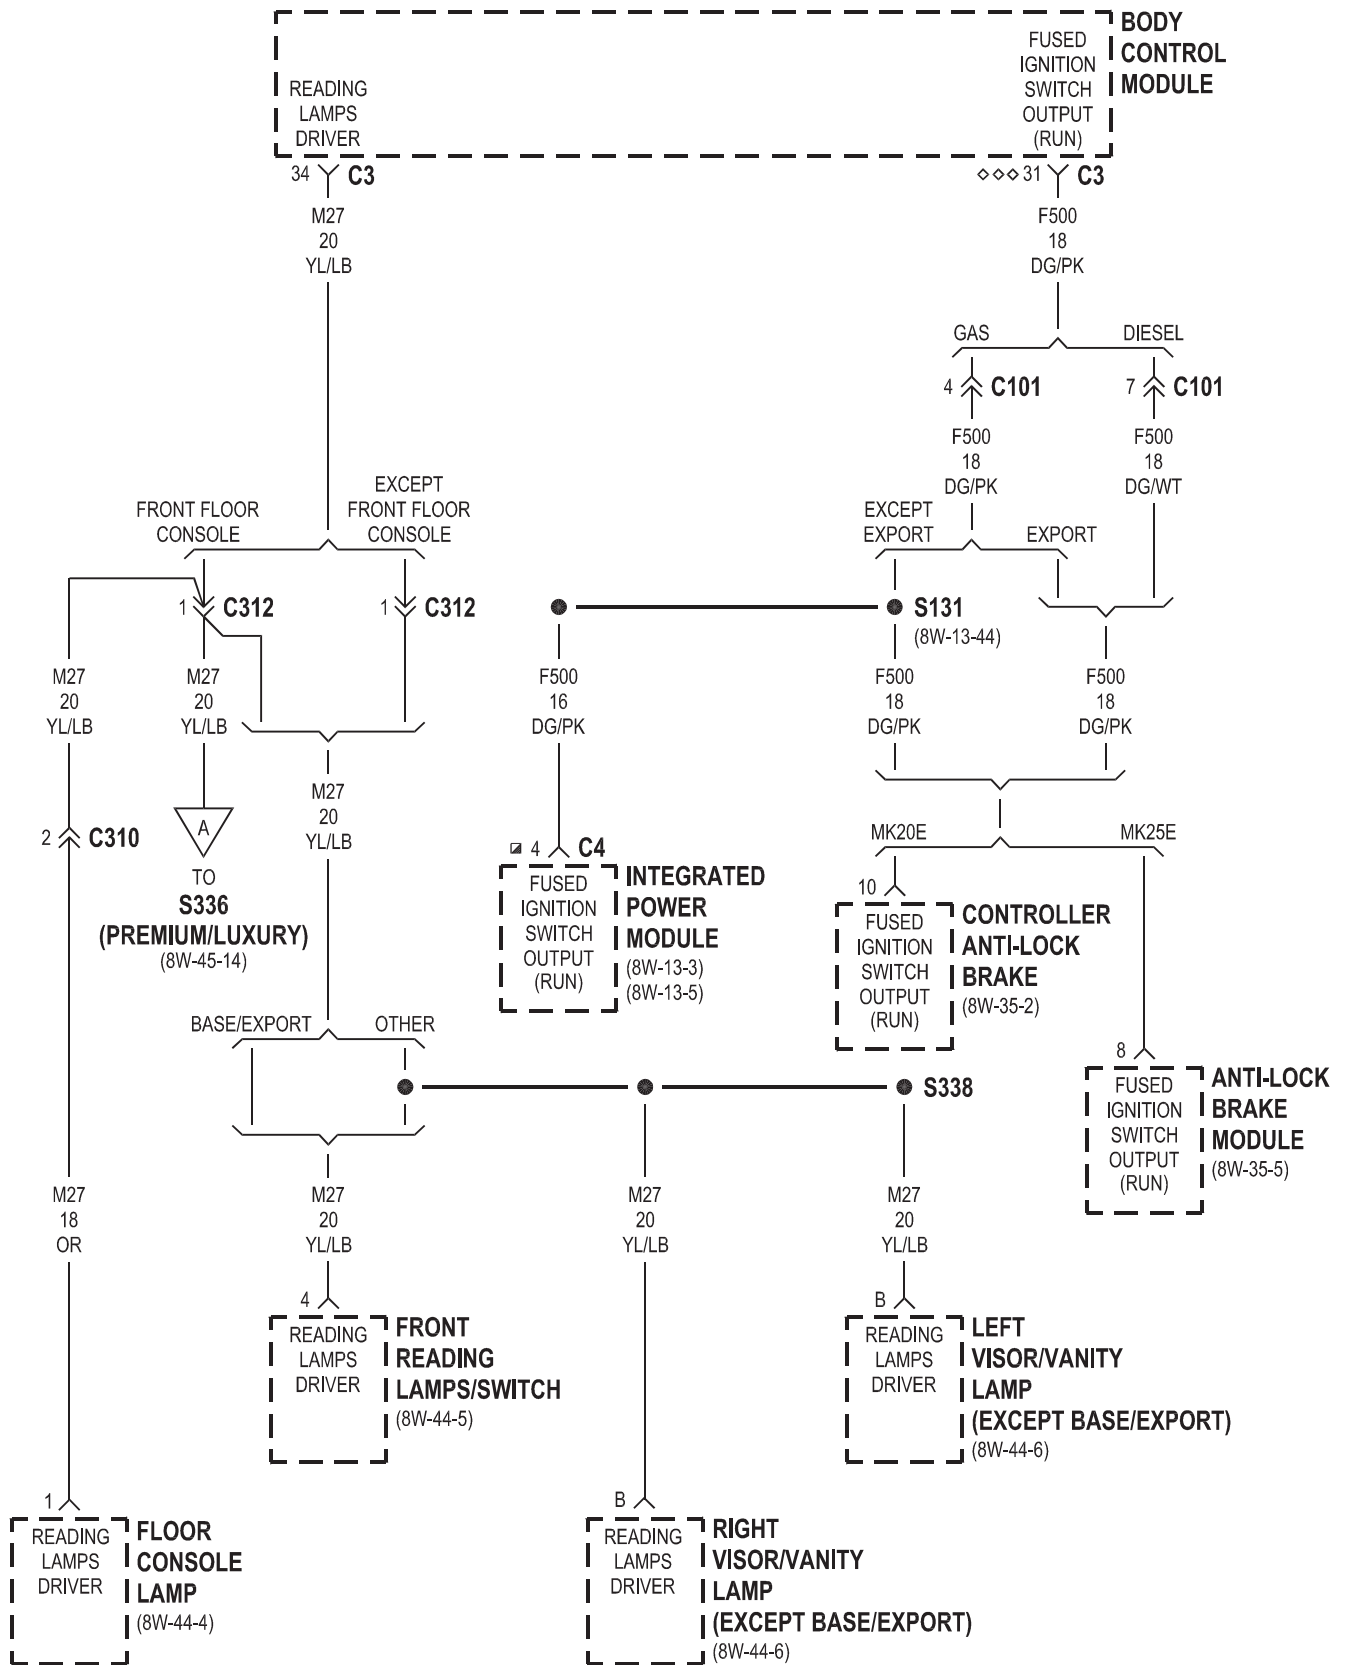 BODY
CONTROL
MODULE
READING
LAMPS
DRIVER
FUSED
IGNITION
SWITCH
OUTPUT
(RUN)
34 C3
31 C3
M27
20
YL/LB
F500
18
DG/PK
GAS
DIESEL
4 C101
7 C101
F500
18
DG/PK
F500
18
DG/WT
FRONT FLOOR
CONSOLE
EXCEPT
FRONT FLOOR
CONSOLE
EXCEPT
EXPORT
EXPORT
1 C312
1 C312
S131
(8W-13-44)
M27
20
YL/LB
M27
20
YL/LB
F500
16
DG/PK
F500
18
DG/PK
F500
18
DG/PK
M27
20
YL/LB
2 C310
A
TO
S336
(PREMIUM/LUXURY)
(8W-45-14)
4 C4
FUSED
IGNITION
SWITCH
OUTPUT
(RUN)
INTEGRATED
POWER
MODULE
(8W-13-3)
(8W-13-5)
MK20E
MK25E
10
FUSED
IGNITION
SWITCH
OUTPUT
(RUN)
CONTROLLER
ANTI-LOCK
BRAKE
(8W-35-2)
BASE/EXPORT
OTHER
S338
8
FUSED
IGNITION
SWITCH
OUTPUT
(RUN)
ANTI-LOCK
BRAKE
MODULE
(8W-35-5)
M27
18
OR
M27
20
YL/LB
M27
20
YL/LB
M27
20
YL/LB
4
READING
LAMPS
DRIVER
FRONT
READING
LAMPS/SWITCH
(8W-44-5)
B
READING
LAMPS
DRIVER
LEFT
VISOR/VANITY
LAMP
(EXCEPT BASE/EXPORT)
(8W-44-6)
1
READING
LAMPS
DRIVER
FLOOR
CONSOLE
LAMP
(8W-44-4)
B
READING
LAMPS
DRIVER
RIGHT
VISOR/VANITY
LAMP
(EXCEPT BASE/EXPORT)
(8W-44-6)